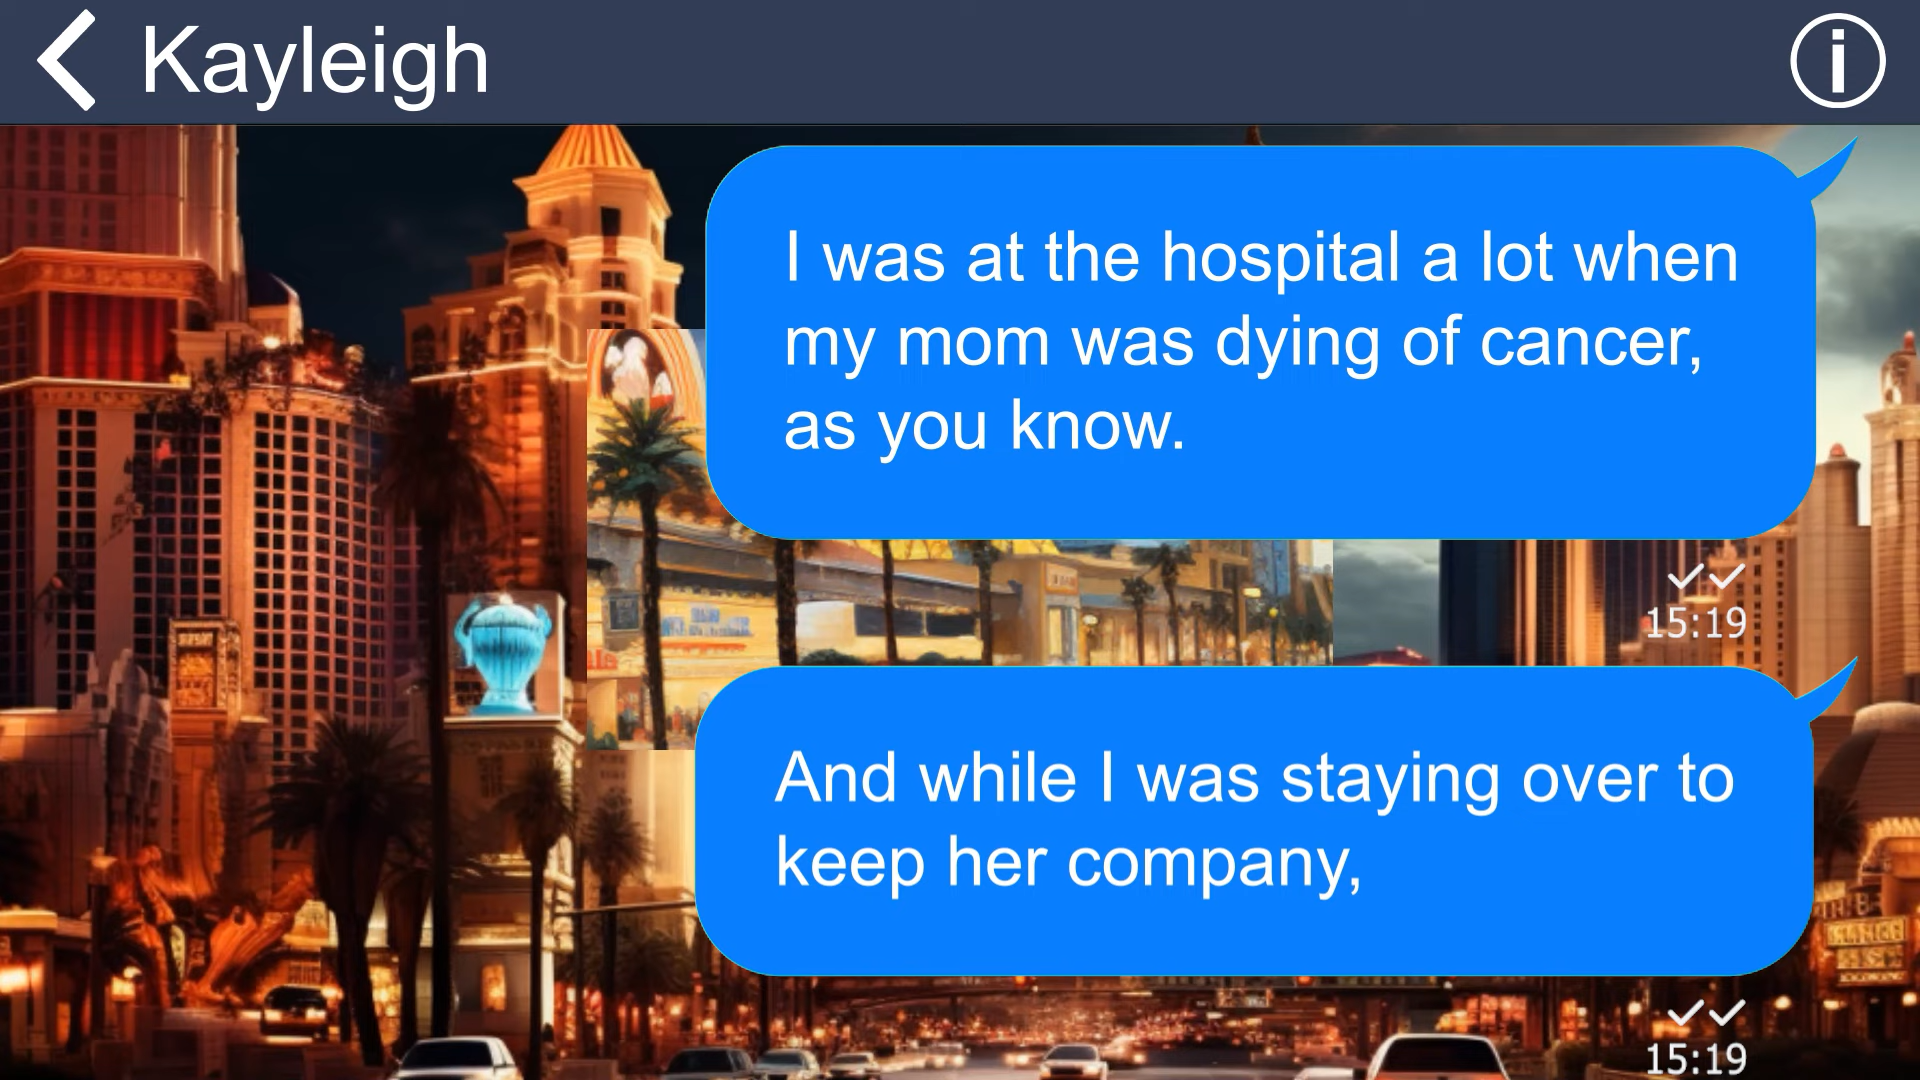 Kayleigh
I was at the hospital a lot when
my mom was dying of cancer,
as you know.
15:19
And while I was staying over to
keep her company,
15:19